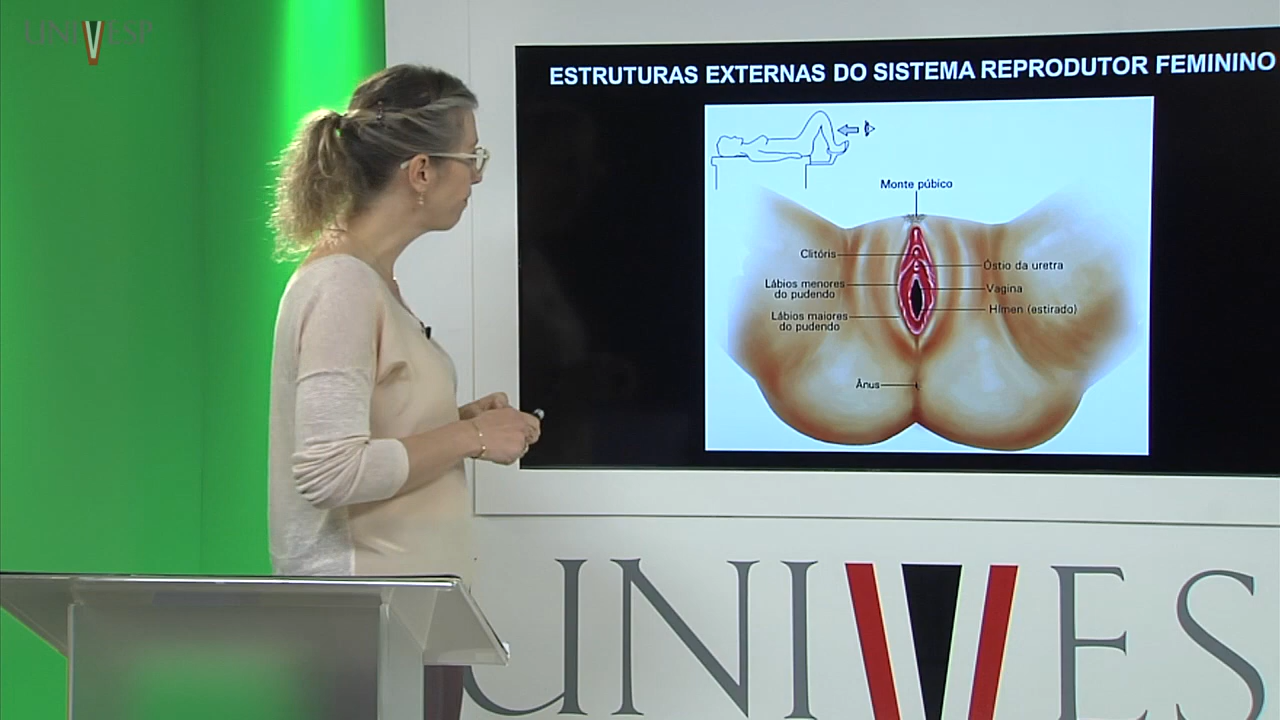 UNIVESP
ESTRUTURAS EXTERNAS DO SISTEMA REPRODUTOR FEMININO
Monte púbico
Clitóris
Óstio da uretra
Lábios menores
do pudendo
Vagina
Hímen (estirado)
Lábios maiores
do pudendo
Ânus
UNIVES